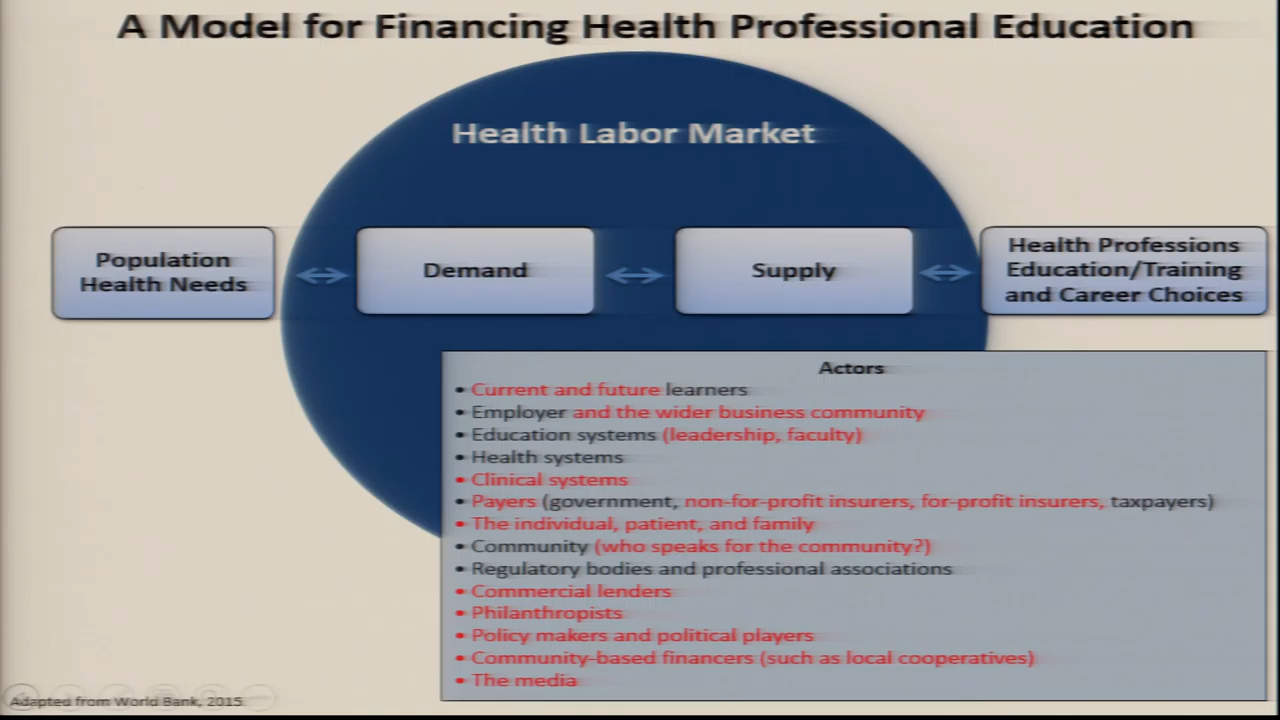 A Model for Financing Health Professional Education
Health Labor Market
Population
Health Needs
Demand
Supply
Health Professions
Education/Training
and Career Choices
Actors
• Current and future learners
• Employer and the wider business community
• Education systems (leadership, faculty)
• Health systems
• Clinical systems
• Payers (government, non-for-profit insurers, for-profit insurers, taxpayers)
• The individual, patient, and family
• Community (who speaks for the community?)
• Regulatory bodies and professional associations
• Commercial lenders
• Philanthropists
• Policy makers and political players
• Community-based financers (such as local cooperatives)
• The media
Adapted from World Bank, 2015